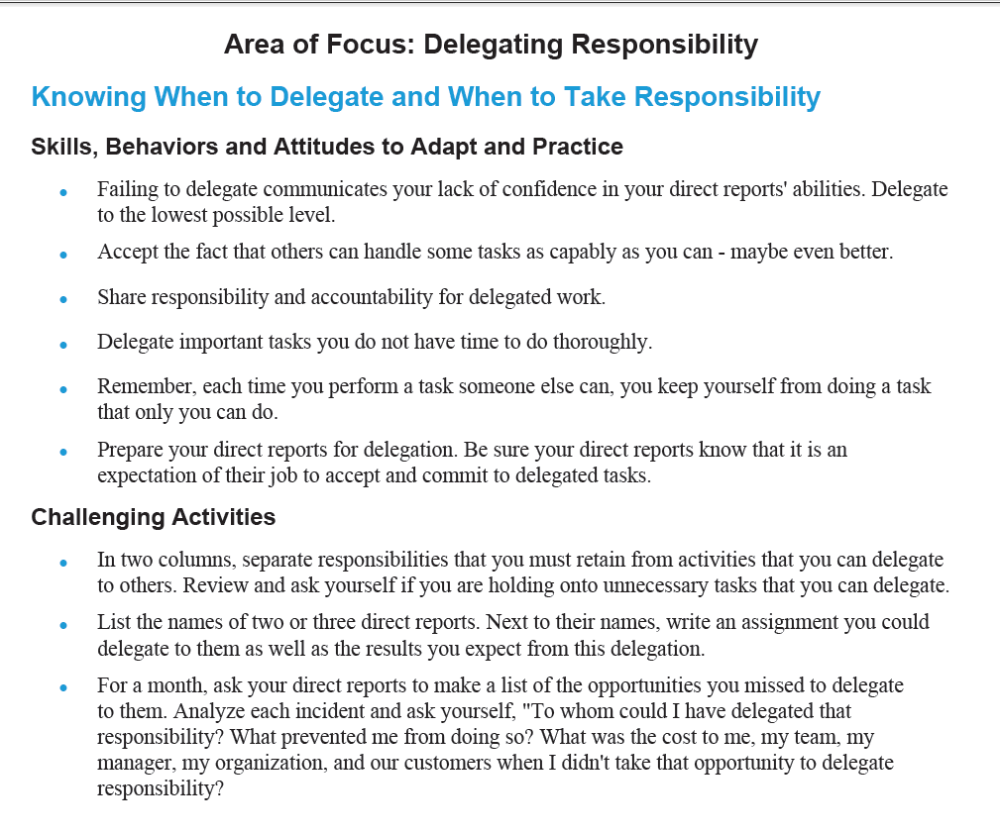 Area of Focus: Delegating Responsibility
Knowing When to Delegate and When to Take Responsibility
Skills, Behaviors and Attitudes to Adapt and Practice
• Failing to delegate communicates your lack of confidence in your direct reports' abilities. Delegate
to the lowest possible level.
• Accept the fact that others can handle some tasks as capably as you can - maybe even better.
• Share responsibility and accountability for delegated work.
• Delegate important tasks you do not have time to do thoroughly.
• Remember, each time you perform a task someone else can, you keep yourself from doing a task
that only you can do.
• Prepare your direct reports for delegation. Be sure your direct reports know that it is an
expectation of their job to accept and commit to delegated tasks.
Challenging Activities
• In two columns, separate responsibilities that you must retain from activities that you can delegate
to others. Review and ask yourself if you are holding onto unnecessary tasks that you can delegate.
• List the names of two or three direct reports. Next to their names, write an assignment you could
delegate to them as well as the results you expect from this delegation.
• For a month, ask your direct reports to make a list of the opportunities you missed to delegate
to them. Analyze each incident and ask yourself, "To whom could I have delegated that
responsibility? What prevented me from doing so? What was the cost to me, my team, my
manager, my organization, and our customers when I didn't take that opportunity to delegate
responsibility?